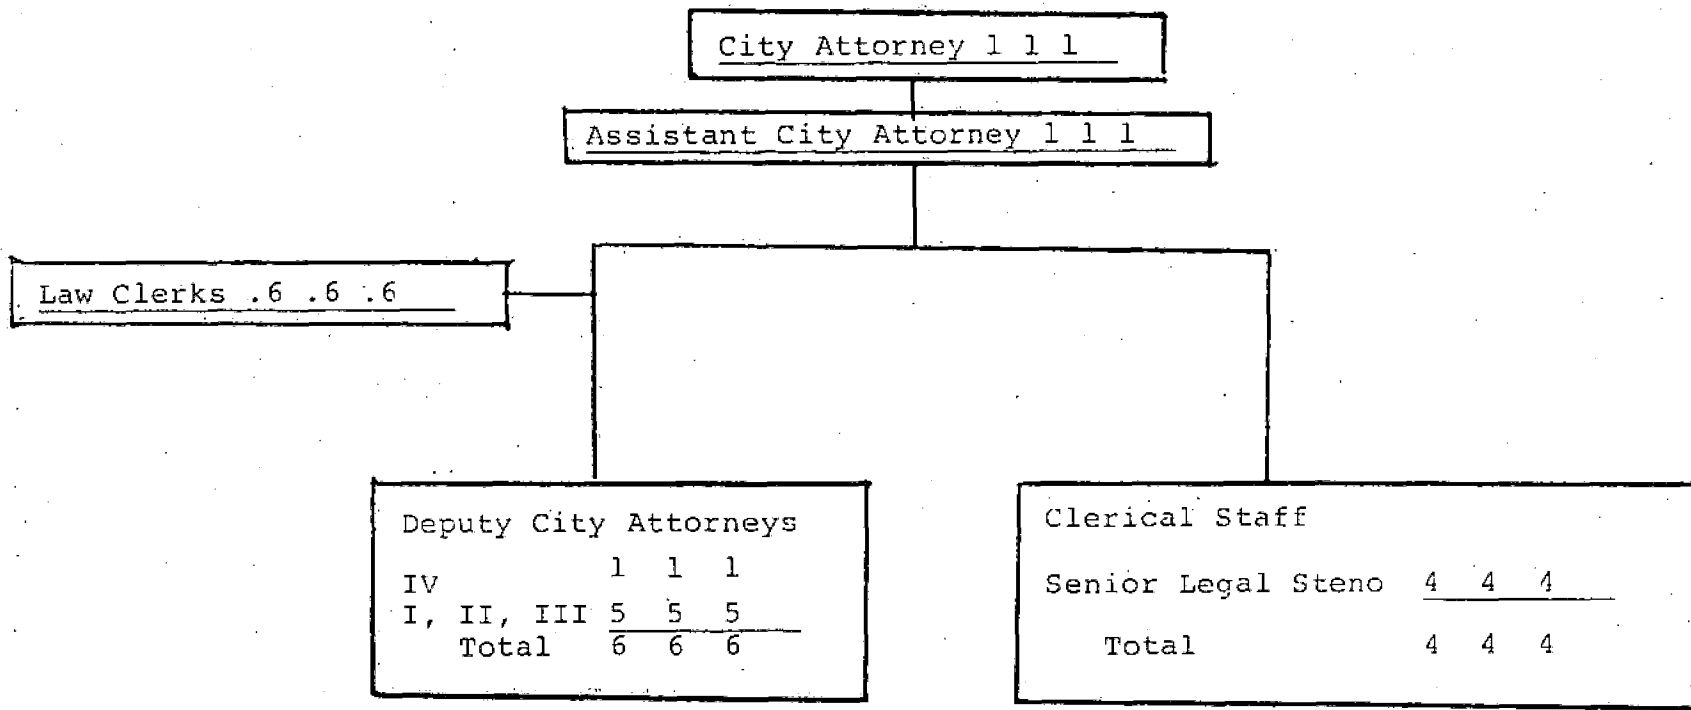 City Attorney 1 1 1
Assistant City Attorney 1 1 1
Law Clerks .6 .6 .6
Deputy City Attorneys
IV 1 1 1
I, II, III 5 5 5
Total 6 6 6
Clerical Staff
Senior Legal Steno 4 4 4
Total 4 4 4